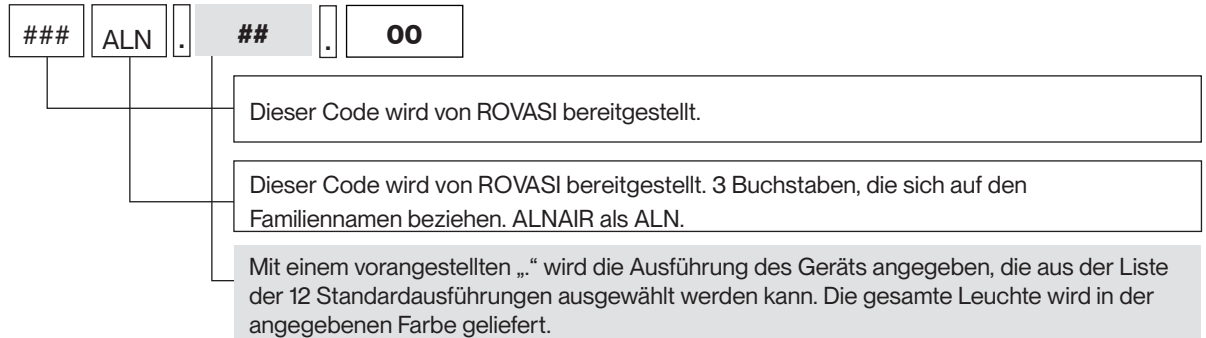 ### ALN . ## . 00
Dieser Code wird von ROVASI bereitgestellt.
Dieser Code wird von ROVASI bereitgestellt. 3 Buchstaben, die sich auf den
Familiennamen beziehen. ALNAIR als ALN.
Mit einem vorangestellten „.“ wird die Ausführung des Geräts angegeben, die aus der Liste
der 12 Standardausführungen ausgewählt werden kann. Die gesamte Leuchte wird in der
angegebenen Farbe geliefert.